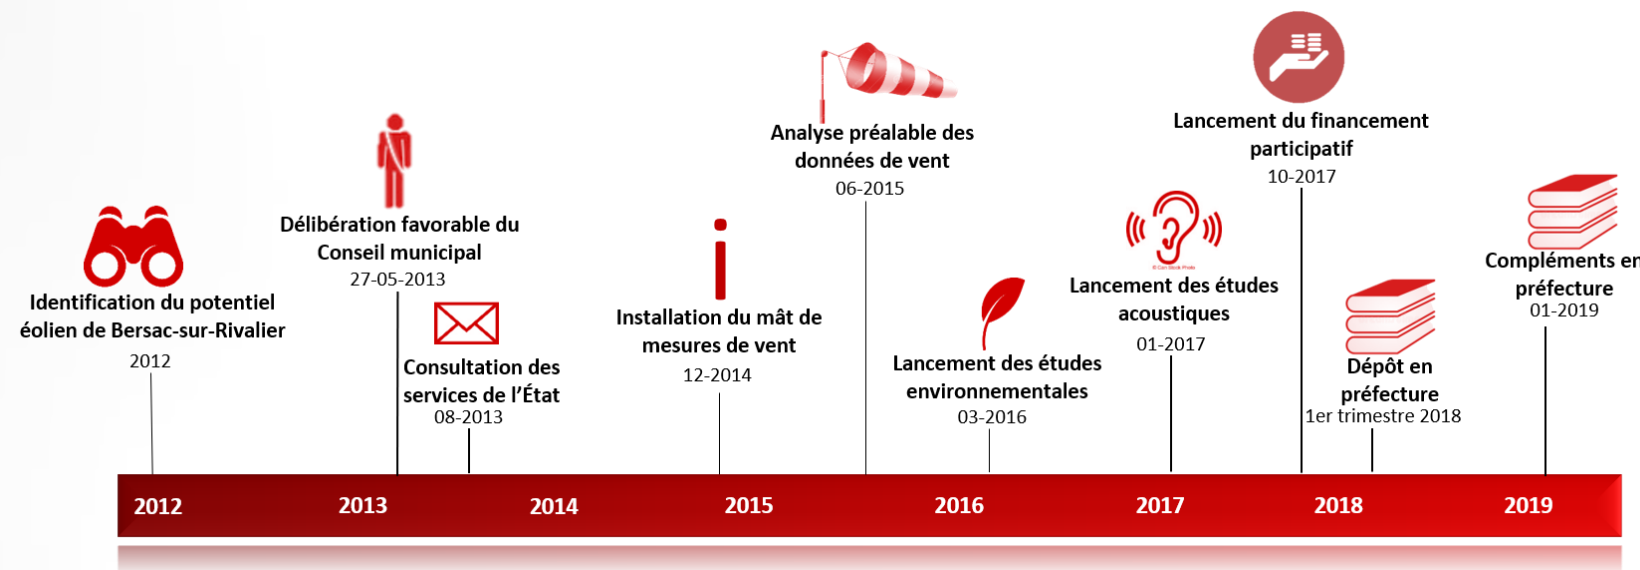 Identification du potentiel
éolien de Bersac-sur-Rivalier
2012
Délibération favorable du
Conseil municipal
27-05-2013
Consultation des
services de l'État
08-2013
Installation du mât de
mesures de vent
12-2014
Analyse préalable des
données de vent
06-2015
Lancement des études
environnementales
03-2016
© Can Stock Photo
Lancement des études
acoustiques
01-2017
Lancement du financement
participatif
10-2017
Dépôt en
préfecture
1er trimestre 2018
Compléments en
préfecture
01-2019
2012
2013
2014
2015
2016
2017
2018
2019